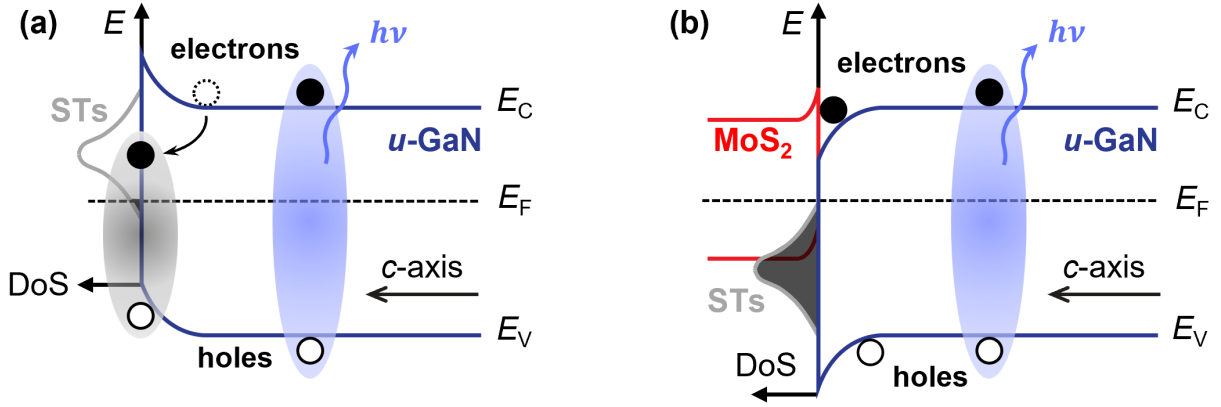 (a)
E
electrons
hν
STs
E_C
u-GaN
E_F
DoS
c-axis
E_V
holes
(b)
E
electrons
hν
E_C
MoS₂
u-GaN
E_F
c-axis
STs
E_V
DoS
holes